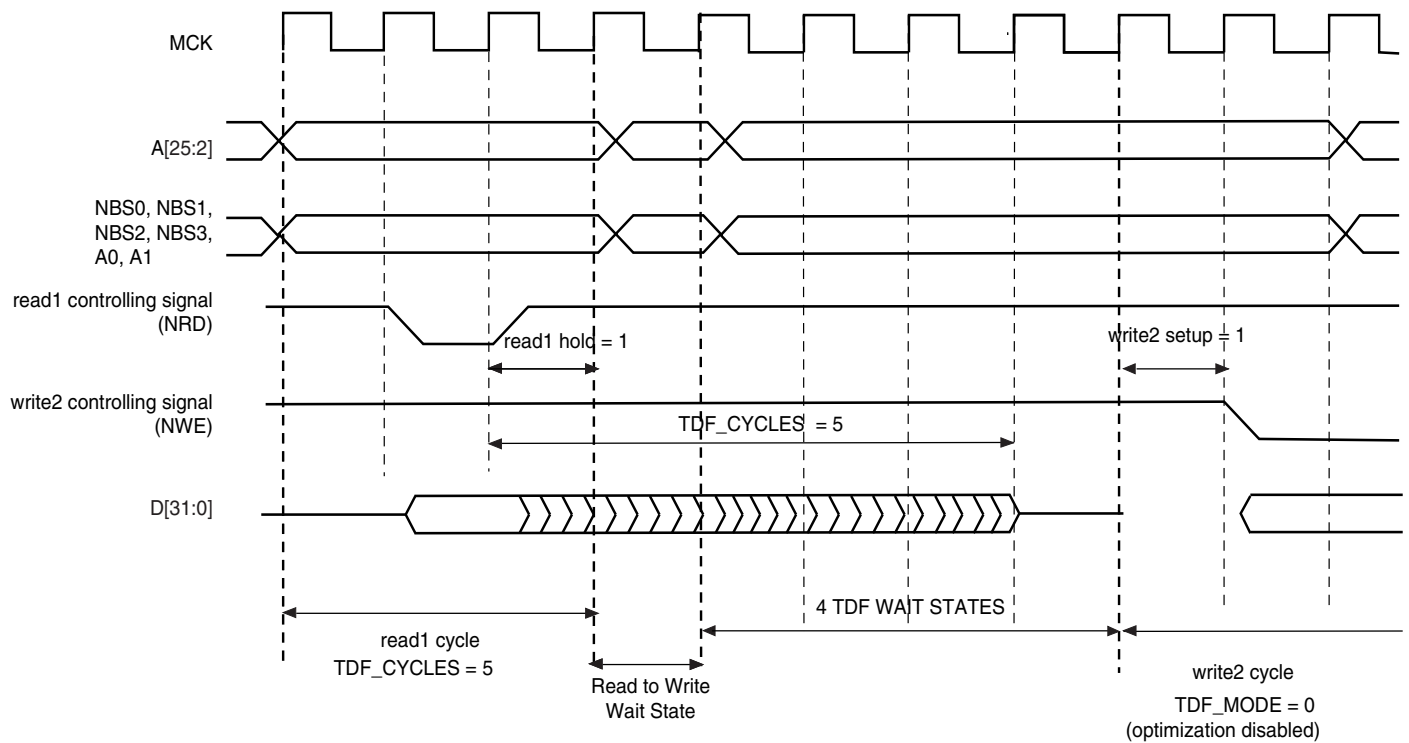 MCK
A[25:2]
NBS0, NBS1,
NBS2, NBS3,
A0, A1
read1 controlling signal
(NRD)
read1 hold = 1
write2 setup = 1
write2 controlling signal
(NWE)
TDF_CYCLES = 5
D[31:0]
4 TDF WAIT STATES
read1 cycle
TDF_CYCLES = 5
Read to Write
Wait State
write2 cycle
TDF_MODE = 0
(optimization disabled)